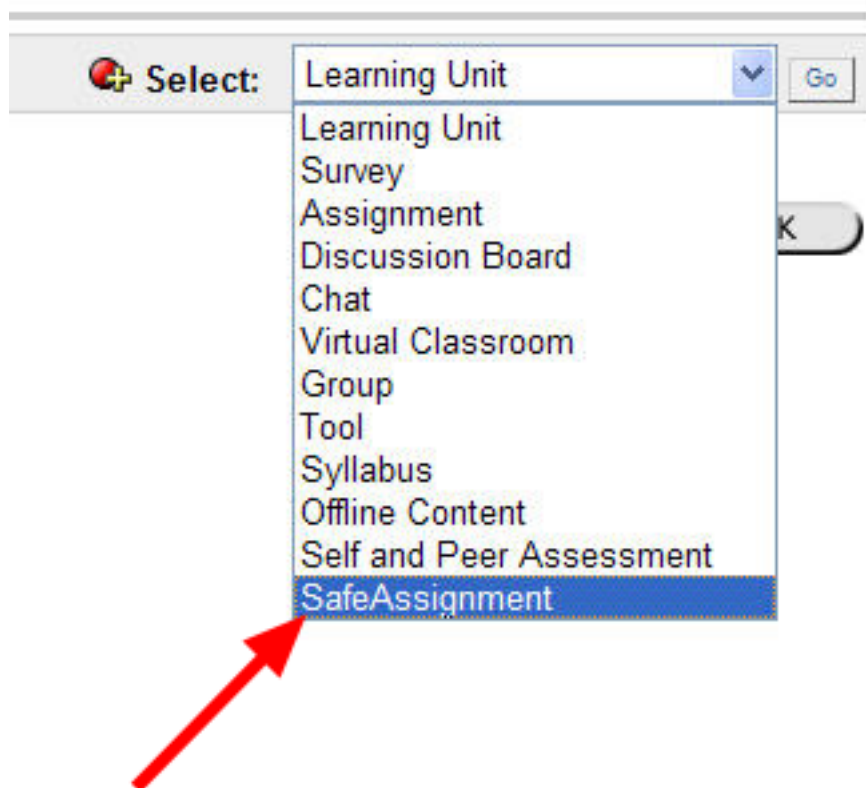 Select: Learning Unit Go
Learning Unit
Survey
Assignment
Discussion Board
Chat
Virtual Classroom
Group
Tool
Syllabus
Offline Content
Self and Peer Assessment
SafeAssignment
K